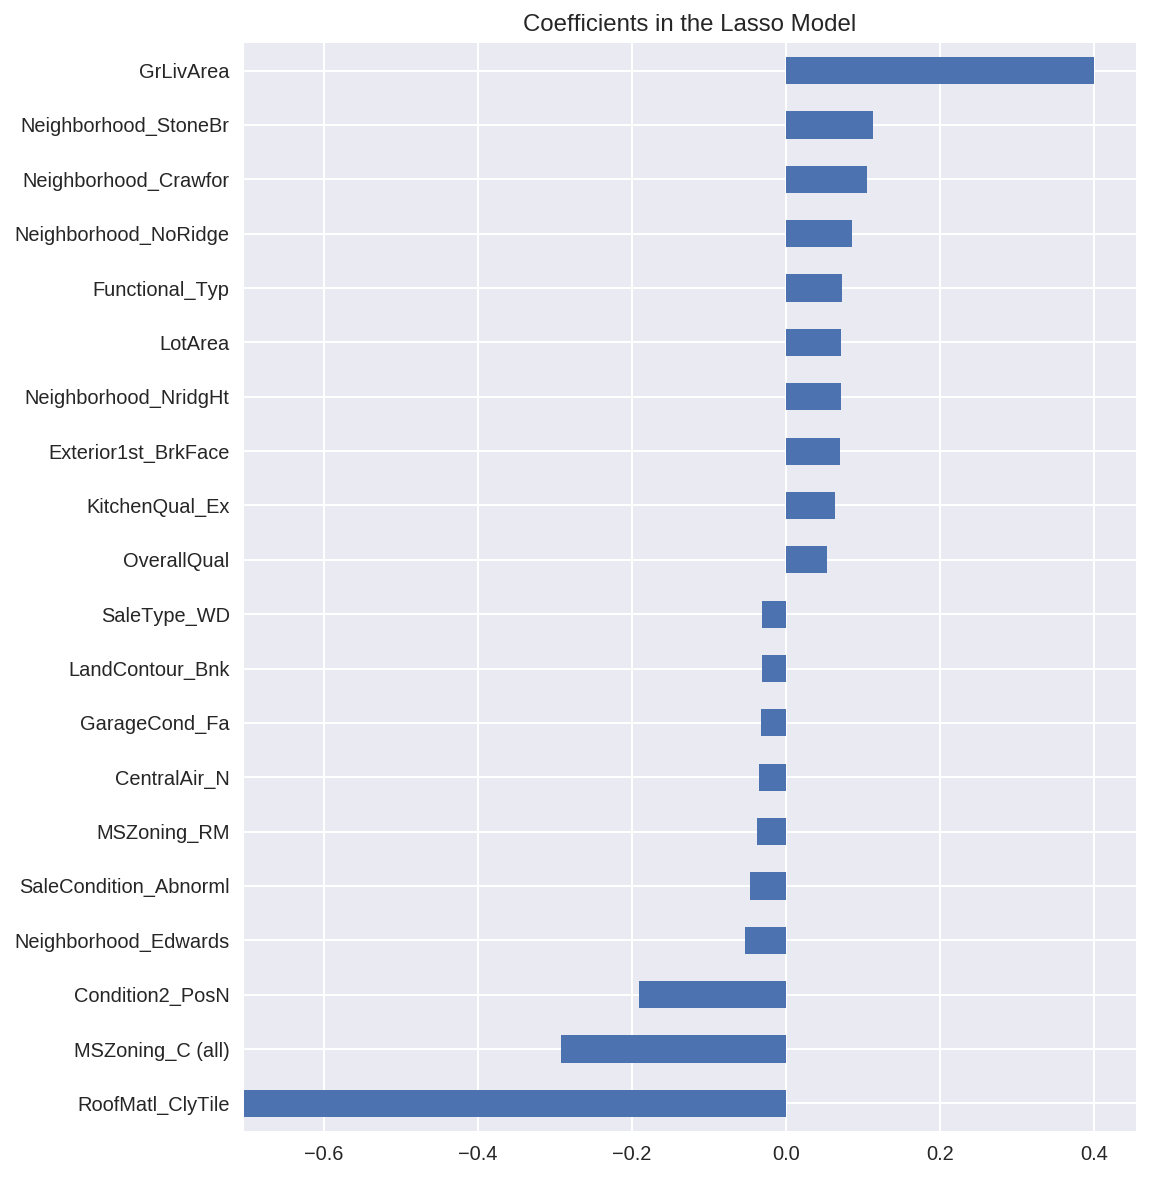 Coefficients in the Lasso Model
GrLivArea
Neighborhood_StoneBr
Neighborhood_Crawfor
Neighborhood_NoRidge
Functional_Typ
LotArea
Neighborhood_NridgHt
Exterior1st_BrkFace
KitchenQual_Ex
OverallQual
SaleType_WD
LandContour_Bnk
GarageCond_Fa
CentralAir_N
MSZoning_RM
SaleCondition_Abnorml
Neighborhood_Edwards
Condition2_PosN
MSZoning_C (all)
RoofMatl_ClyTile
−0.6 −0.4 −0.2 0.0 0.2 0.4